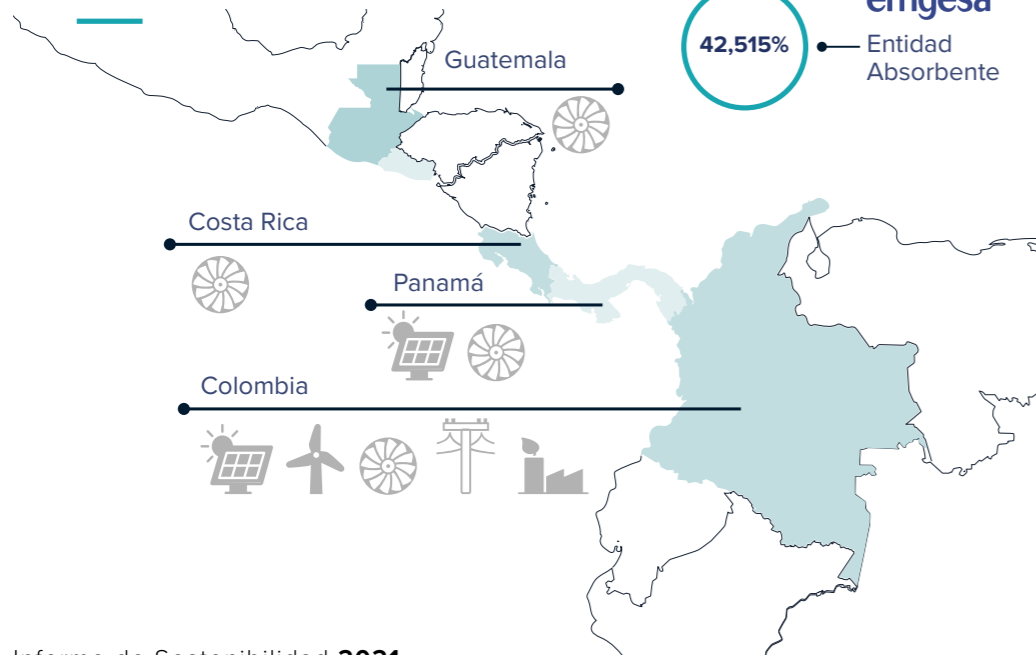 emgesa
42,515%
Entidad
Absorbente
Guatemala
Costa Rica
Panamá
Colombia
Informe de Sostenibilidad 2021